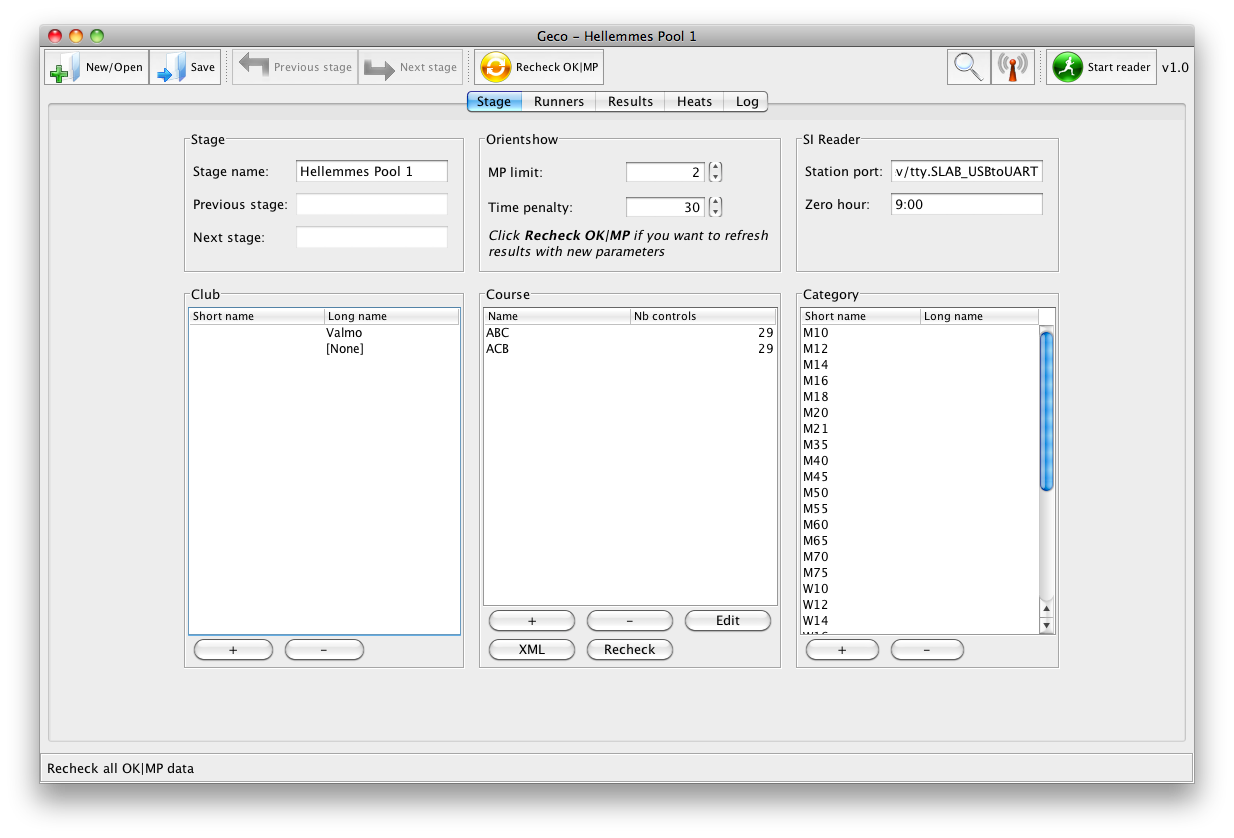 Geco – Hellemmes Pool 1
New/Open Save Previous stage Next stage Recheck OK|MP Start reader v1.0
Stage Runners Results Heats Log
Stage
Stage name: Hellemmes Pool 1
Previous stage:
Next stage:
Orientshow
MP limit: 2
Time penalty: 30
Click Recheck OK|MP if you want to refresh
results with new parameters
SI Reader
Station port: v/tty.SLAB_USBtoUART
Zero hour: 9:00
Club
Short name Long name
Valmo
[None]
+ –
Course
Name Nb controls
ABC 29
ACB 29
+ – Edit
XML Recheck
Category
Short name Long name
M10
M12
M14
M16
M18
M20
M21
M35
M40
M45
M50
M55
M60
M65
M70
M75
W10
W12
W14
+ –
Recheck all OK|MP data